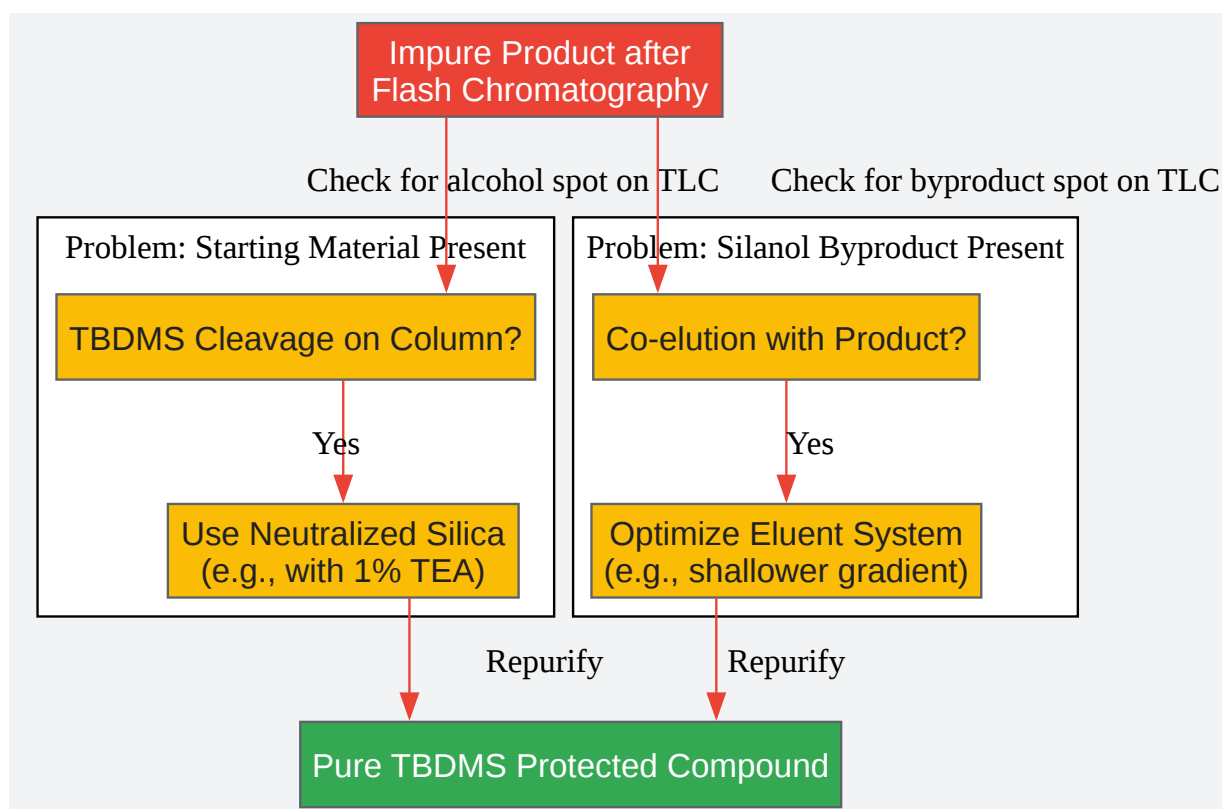 Impure Product after
Flash Chromatography
Check for alcohol spot on TLC
Check for byproduct spot on TLC
Problem: Starting Material Present
Problem: Silanol Byproduct Present
TBDMS Cleavage on Column?
Co-elution with Product?
Yes
Yes
Use Neutralized Silica
(e.g., with 1% TEA)
Optimize Eluent System
(e.g., shallower gradient)
Repurify
Repurify
Pure TBDMS Protected Compound